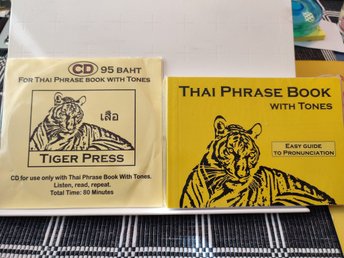 CD 95 BAHT
FOR THAI PHRASE BOOK WITH TONES
เสือ
TIGER PRESS
CD for use only with Thai Phrase Book With Tones.
Listen, read, repeat.
Total Time: 80 Minutes
THAI PHRASE BOOK
WITH TONES
EASY GUIDE
TO PRONUNCIATION